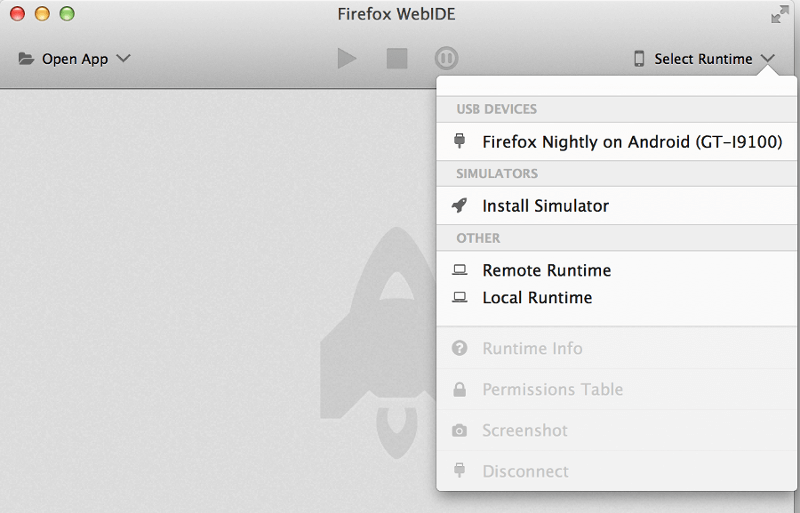 Firefox WebIDE
Open App
Select Runtime
USB DEVICES
Firefox Nightly on Android (GT-I9100)
SIMULATORS
Install Simulator
OTHER
Remote Runtime
Local Runtime
Runtime Info
Permissions Table
Screenshot
Disconnect